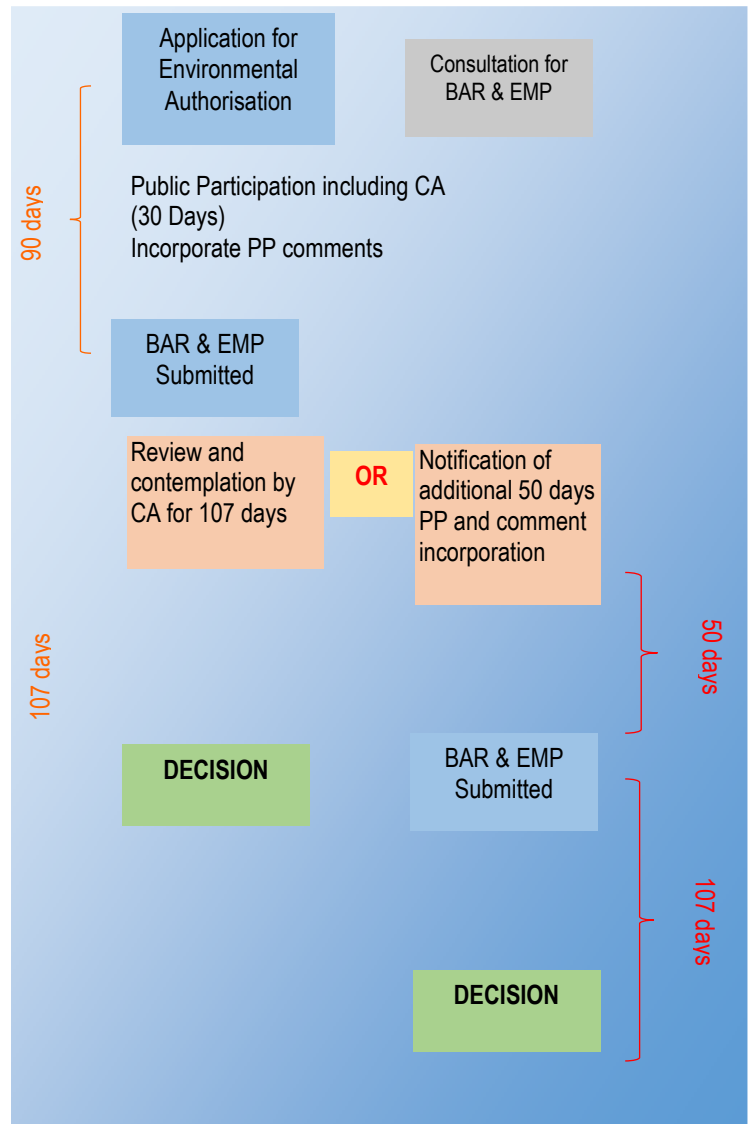 Application for
Environmental
Authorisation
Consultation for
BAR & EMP
90 days
Public Participation including CA
(30 Days)
Incorporate PP comments
BAR & EMP
Submitted
Review and
contemplation by
CA for 107 days
OR
Notification of
additional 50 days
PP and comment
incorporation
107 days
50 days
DECISION
BAR & EMP
Submitted
107 days
DECISION